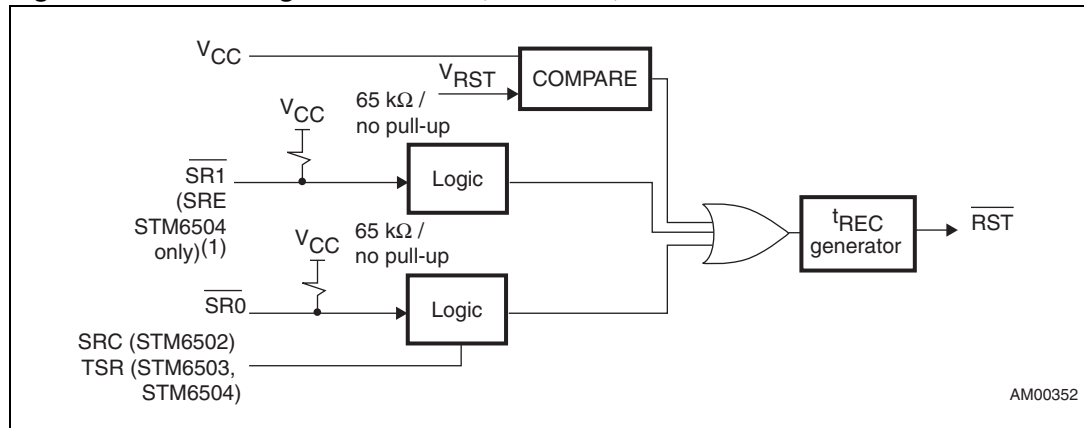 VCC
VRST
COMPARE
VCC
65 kΩ /
no pull-up
SR1
(SRE
STM6504
only)(1)
Logic
tREC
generator
RST
VCC
65 kΩ /
no pull-up
SR0
Logic
SRC (STM6502)
TSR (STM6503,
STM6504)
AM00352